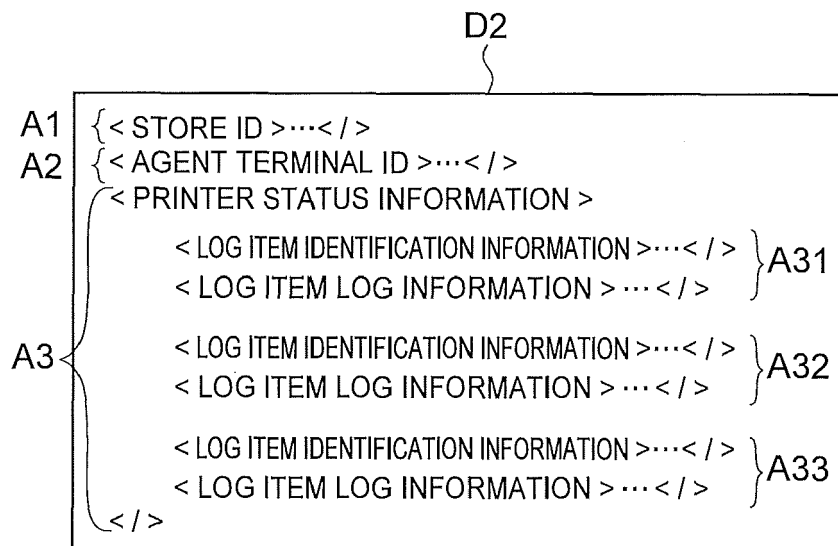 D2
A1 < STORE ID >···< / >
A2 < AGENT TERMINAL ID >···< / >
< PRINTER STATUS INFORMATION >
< LOG ITEM IDENTIFICATION INFORMATION >···< / >
< LOG ITEM LOG INFORMATION > ···< / >
A31
A3
< LOG ITEM IDENTIFICATION INFORMATION >···< / >
< LOG ITEM LOG INFORMATION > ···< / >
A32
< LOG ITEM IDENTIFICATION INFORMATION >···< / >
< LOG ITEM LOG INFORMATION > ···< / >
A33
< / >